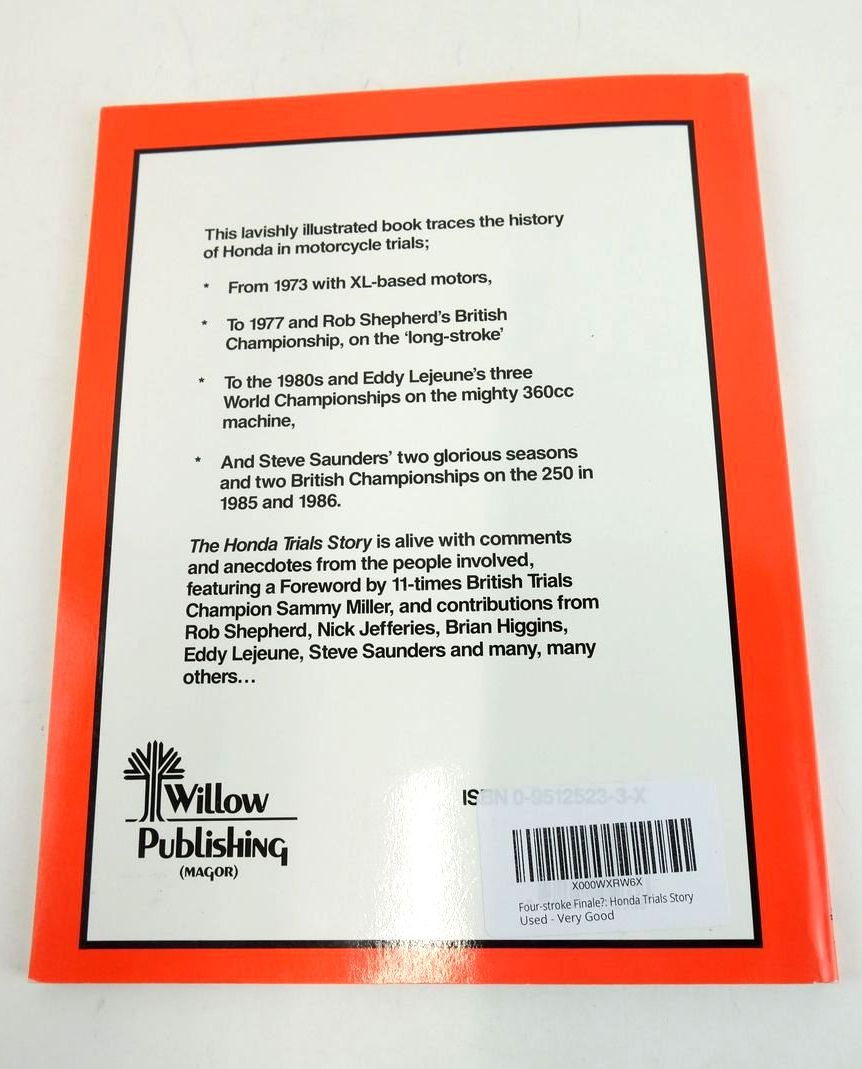 This lavishly illustrated book traces the history
of Honda in motorcycle trials;
* From 1973 with XL-based motors,
* To 1977 and Rob Shepherd's British
Championship, on the 'long-stroke'
* To the 1980s and Eddy Lejeune's three
World Championships on the mighty 360cc
machine,
* And Steve Saunders' two glorious seasons
and two British Championships on the 250 in
1985 and 1986.
The Honda Trials Story is alive with comments
and anecdotes from the people involved,
featuring a Foreword by 11-times British Trials
Champion Sammy Miller, and contributions from
Rob Shepherd, Nick Jefferies, Brian Higgins,
Eddy Lejeune, Steve Saunders and many, many
others...
Willow
Publishing
(MAGOR)
ISBN 0-9512523-3-X
X000WXRW6X
Four-stroke Finale?: Honda Trials Story
Used - Very Good